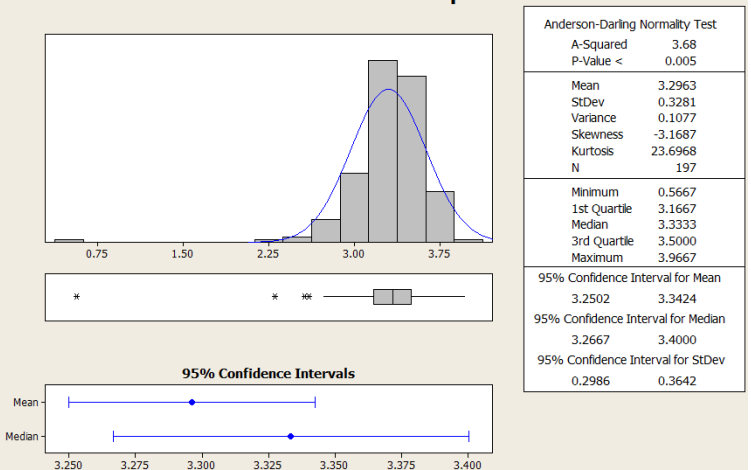 0.75 1.50 2.25 3.00 3.75
95% Confidence Intervals
Mean
Median
3.250 3.275 3.300 3.325 3.350 3.375 3.400
Anderson-Darling Normality Test
A-Squared 3.68
P-Value < 0.005
Mean 3.2963
StDev 0.3281
Variance 0.1077
Skewness -3.1687
Kurtosis 23.6968
N 197
Minimum 0.5667
1st Quartile 3.1667
Median 3.3333
3rd Quartile 3.5000
Maximum 3.9667
95% Confidence Interval for Mean
3.2502 3.3424
95% Confidence Interval for Median
3.2667 3.4000
95% Confidence Interval for StDev
0.2986 0.3642